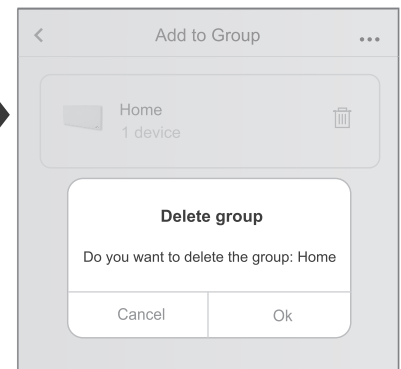 Add to Group
Home
1 device
Delete group
Do you want to delete the group: Home
Cancel
Ok